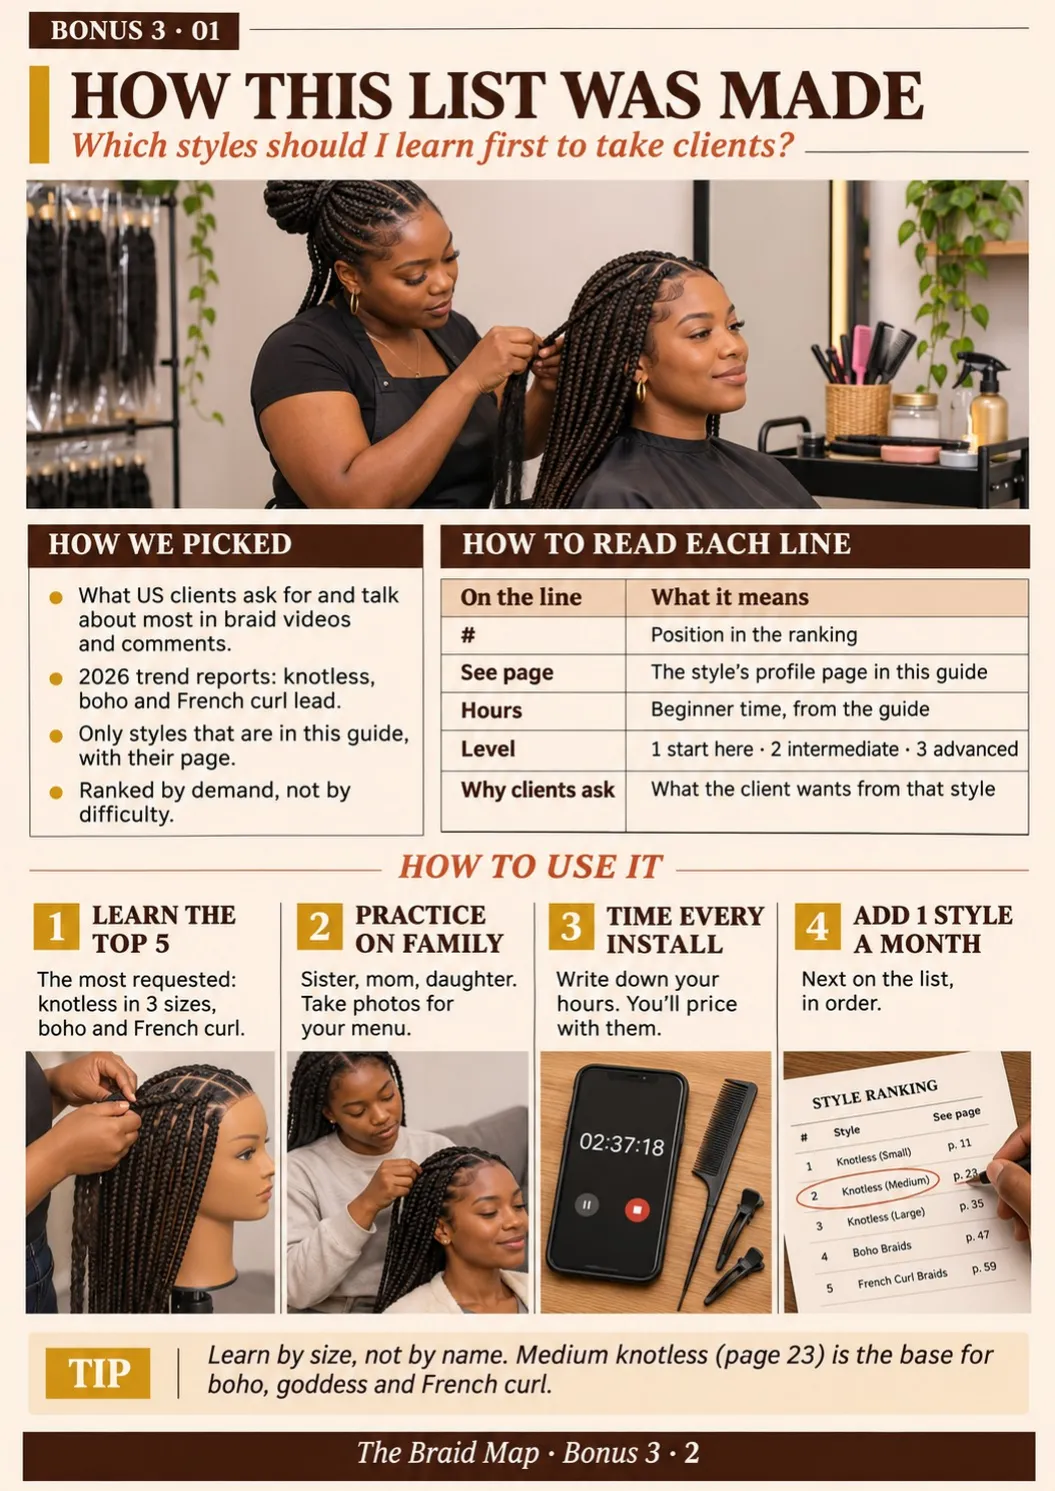 BONUS 3 · 01
HOW THIS LIST WAS MADE
Which styles should I learn first to take clients?
HOW WE PICKED
What US clients ask for and talk
about most in braid videos
and comments.
2026 trend reports: knotless,
boho and French curl lead.
Only styles that are in this guide,
with their page.
Ranked by demand, not by
difficulty.
HOW TO READ EACH LINE
On the line What it means
# Position in the ranking
See page The style's profile page in this guide
Hours Beginner time, from the guide
Level 1 start here · 2 intermediate · 3 advanced
Why clients ask What the client wants from that style
HOW TO USE IT
1 LEARN THE
TOP 5
The most requested:
knotless in 3 sizes,
boho and French curl.
2 PRACTICE
ON FAMILY
Sister, mom, daughter.
Take photos for
your menu.
3 TIME EVERY
INSTALL
Write down your
hours. You'll price
with them.
02:37:18
4 ADD 1 STYLE
A MONTH
Next on the list,
in order.
STYLE RANKING
# Style See page
1 Knotless (Small) p. 11
2 Knotless (Medium) p. 23
3 Knotless (Large) p. 35
4 Boho Braids p. 47
5 French Curl Braids p. 59
TIP
Learn by size, not by name. Medium knotless (page 23) is the base for
boho, goddess and French curl.
The Braid Map · Bonus 3 · 2